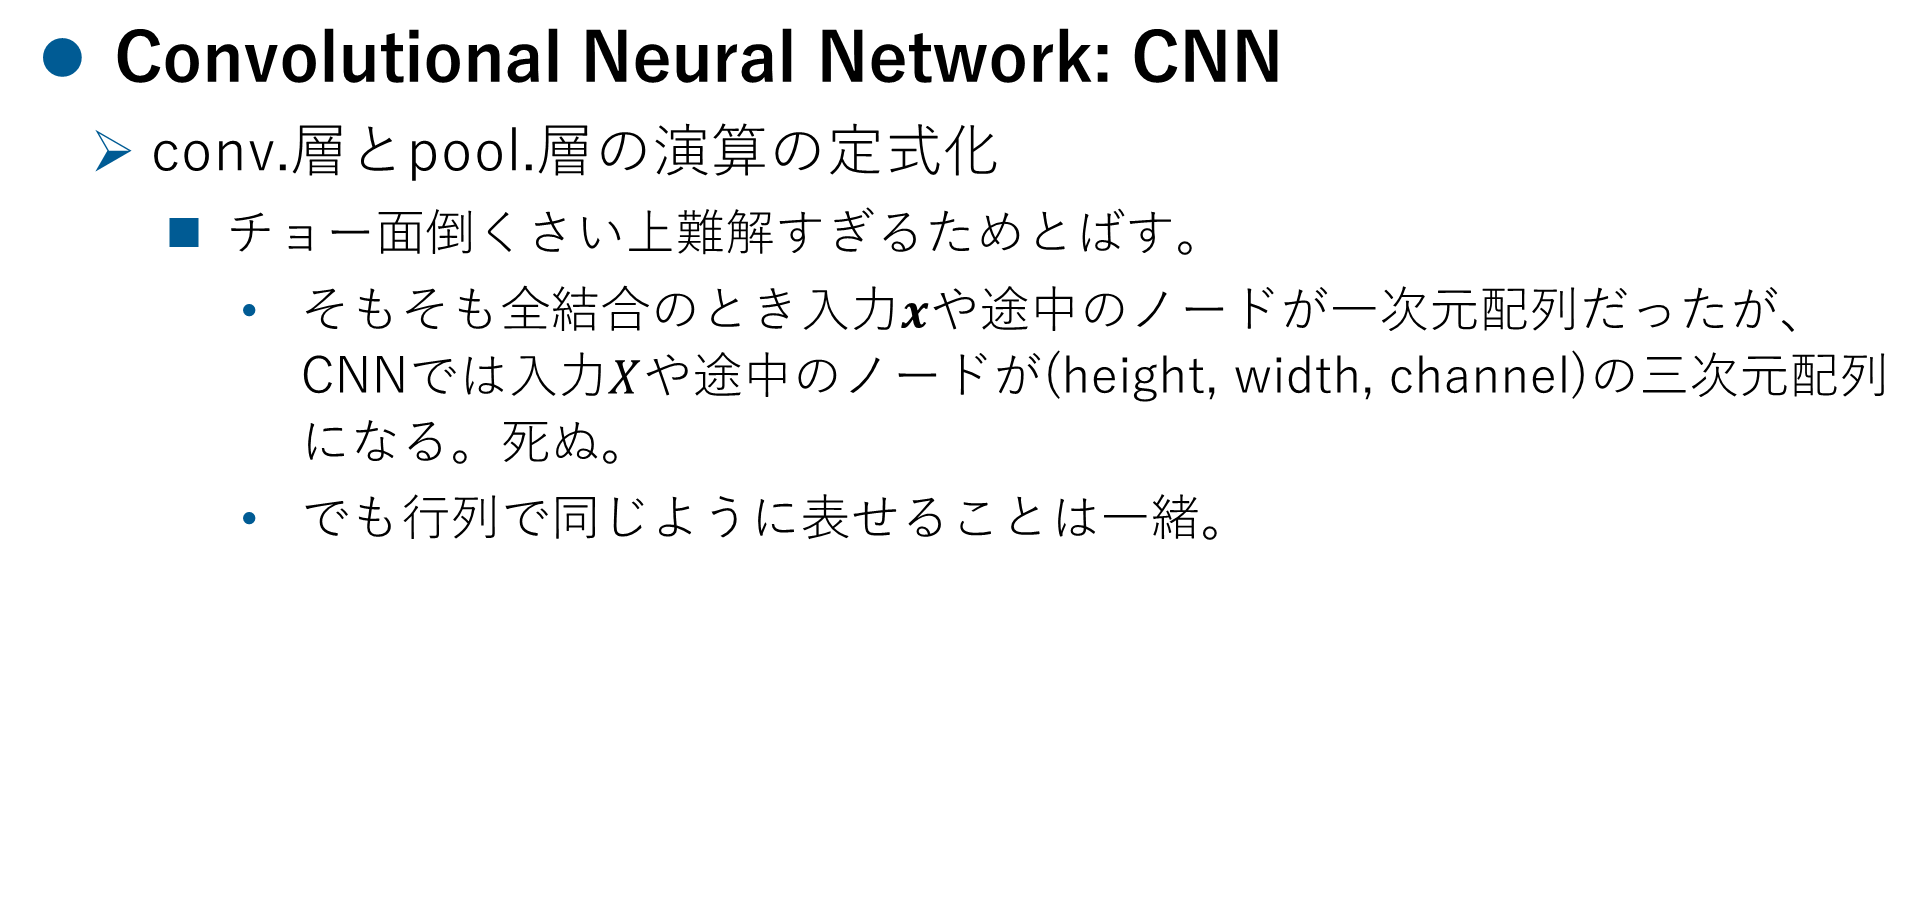 ● Convolutional Neural Network: CNN
➢ conv.層とpool.層の演算の定式化
■ チョー面倒くさい上難解すぎるためとばす。
• そもそも全結合のとき入力𝒙や途中のノードが一次元配列だったが、
CNNでは入力𝑋や途中のノードが(height, width, channel)の三次元配列
になる。死ぬ。
• でも行列で同じように表せることは一緒。